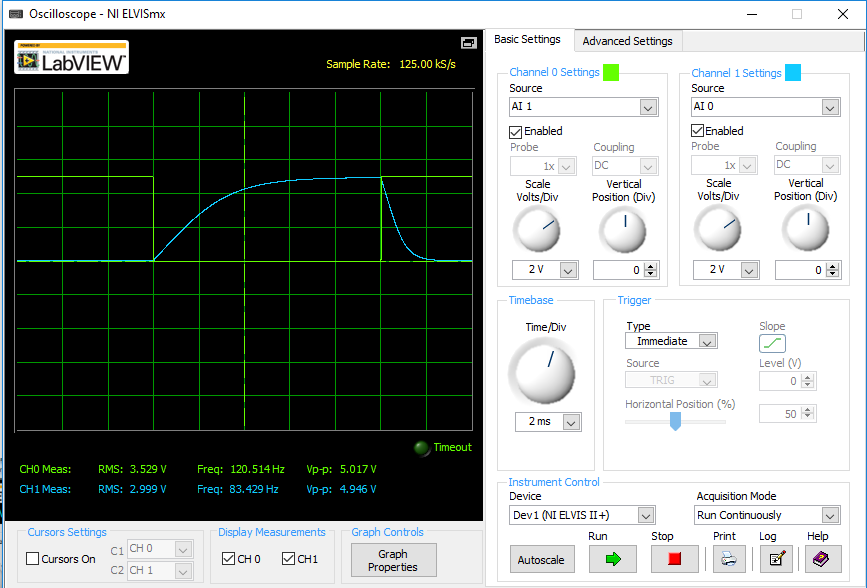 Oscilloscope - NI ELVISmx
POWERED BY
NATIONAL INSTRUMENTS
LabVIEW™
Sample Rate: 125.00 kS/s
Timeout
CH0 Meas: RMS: 3.529 V Freq: 120.514 Hz Vp-p: 5.017 V
CH1 Meas: RMS: 2.999 V Freq: 83.429 Hz Vp-p: 4.946 V
Cursors Settings
Cursors On
C1 CH 0
C2 CH 1
Display Measurements
CH 0 CH1
Graph Controls
Graph
Properties
Basic Settings Advanced Settings
Channel 0 Settings
Source
AI 1
Enabled
Probe Coupling
1x DC
Scale Vertical
Volts/Div Position (Div)
2 V 0
Channel 1 Settings
Source
AI 0
Enabled
Probe Coupling
1x DC
Scale Vertical
Volts/Div Position (Div)
2 V 0
Timebase
Time/Div
2 ms
Trigger
Type Slope
Immediate
Source Level (V)
TRIG 0
Horizontal Position (%)
50
Instrument Control
Device Acquisition Mode
Dev1 (NI ELVIS II+) Run Continuously
Run Stop Print Log Help
Autoscale